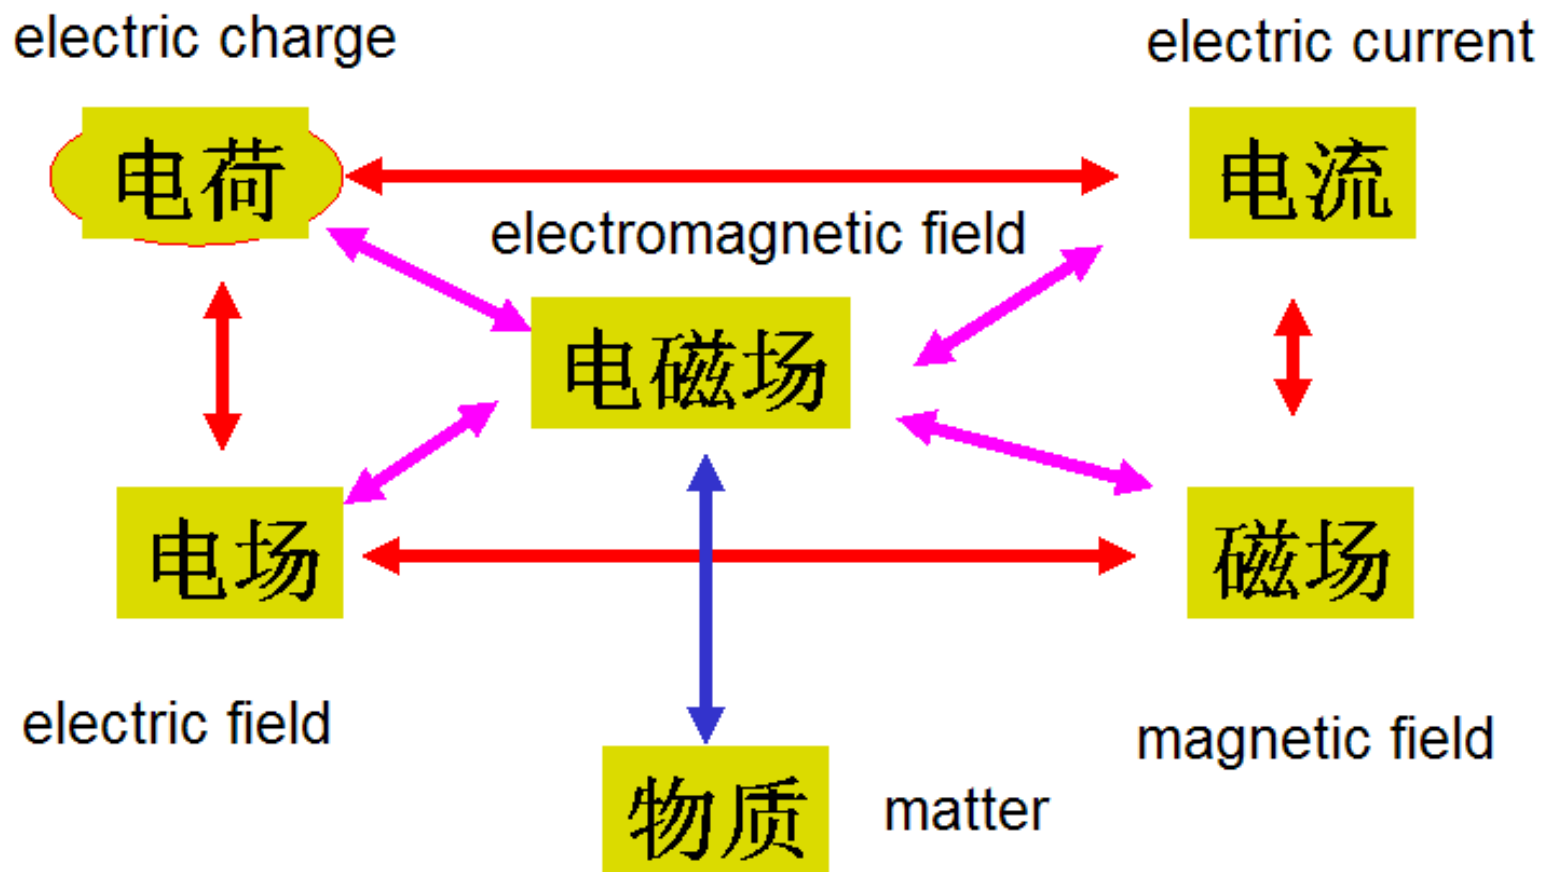 electric charge
electric current
电荷
电流
electromagnetic field
电磁场
电场
磁场
electric field
magnetic field
物质
matter